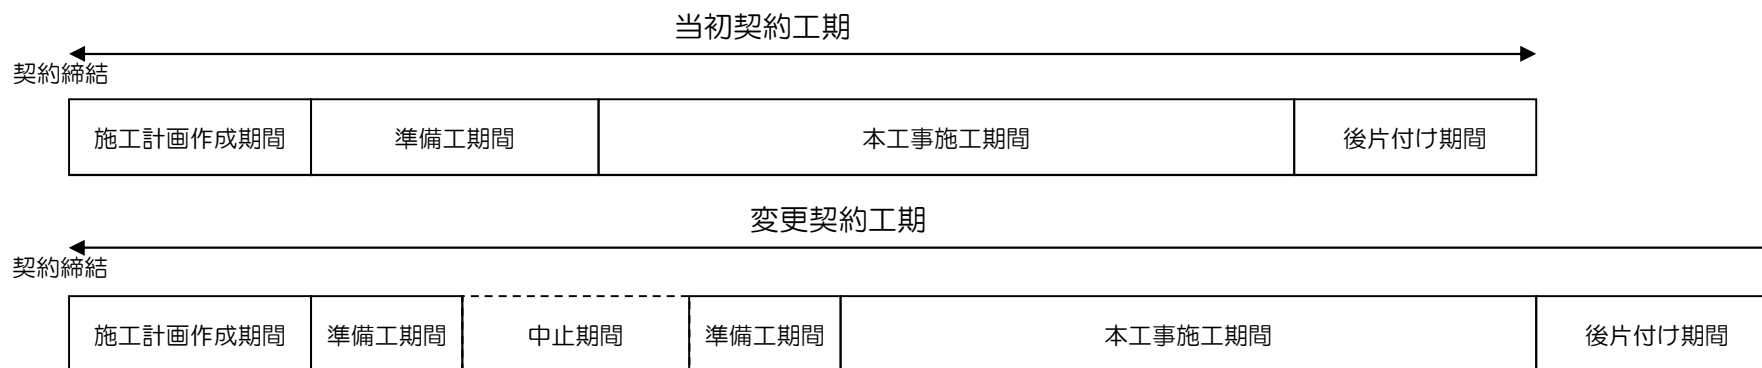 当初契約工期
契約締結
施工計画作成期間 準備工期間 本工事施工期間 後片付け期間
変更契約工期
契約締結
施工計画作成期間 準備工期間 中止期間 準備工期間 本工事施工期間 後片付け期間